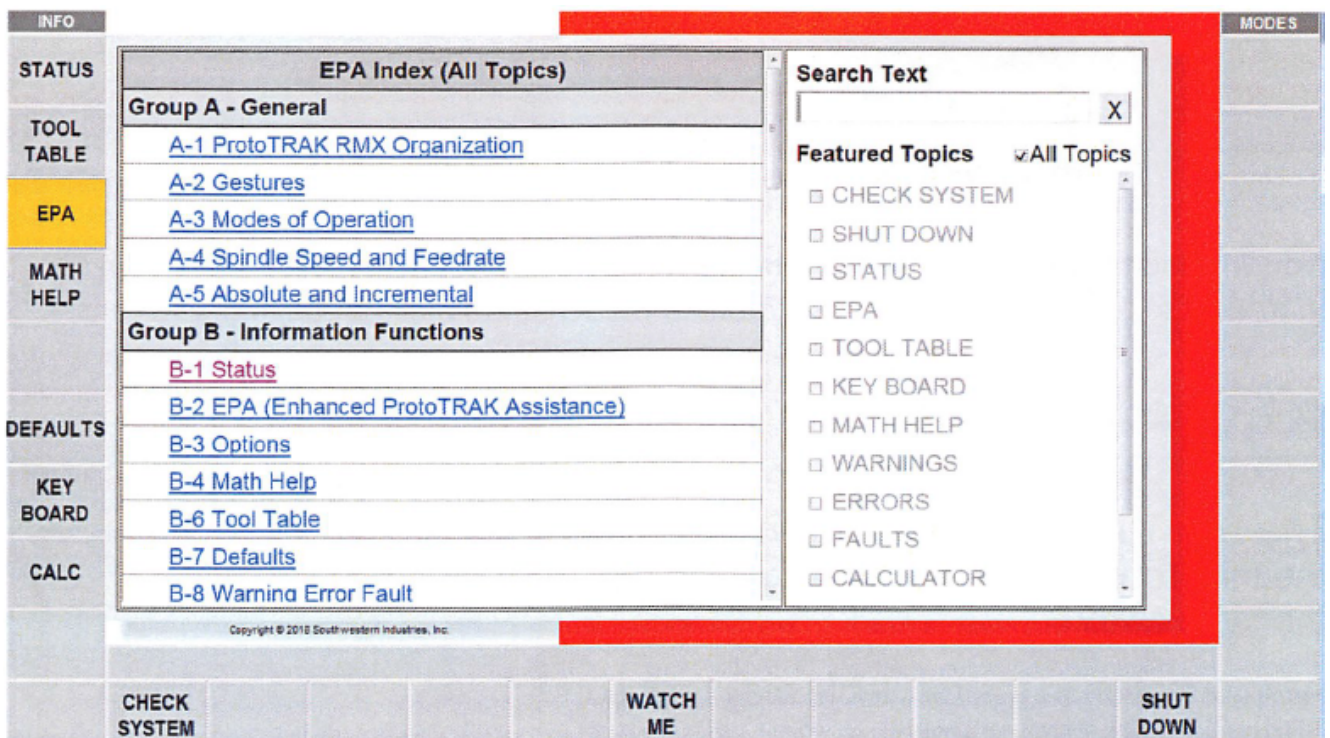 INFO
MODES
STATUS
TOOL
TABLE
EPA
MATH
HELP
DEFAULTS
KEY
BOARD
CALC
EPA Index (All Topics)
Group A - General
A-1 ProtoTRAK RMX Organization
A-2 Gestures
A-3 Modes of Operation
A-4 Spindle Speed and Feedrate
A-5 Absolute and Incremental
Group B - Information Functions
B-1 Status
B-2 EPA (Enhanced ProtoTRAK Assistance)
B-3 Options
B-4 Math Help
B-6 Tool Table
B-7 Defaults
B-8 Warning Error Fault
Search Text
X
Featured Topics All Topics
CHECK SYSTEM
SHUT DOWN
STATUS
EPA
TOOL TABLE
KEY BOARD
MATH HELP
WARNINGS
ERRORS
FAULTS
CALCULATOR
Copyright © 2018 Southwestern Industries, Inc.
CHECK
SYSTEM
WATCH
ME
SHUT
DOWN